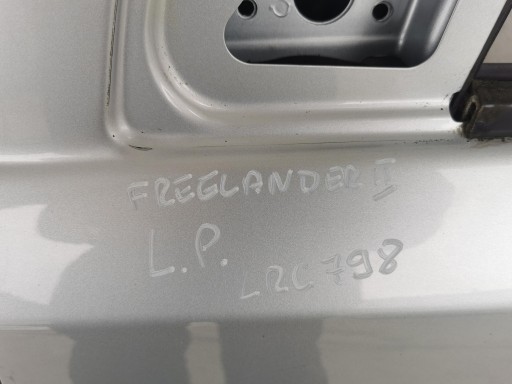 FREELANDER II
L.P.
LRC798